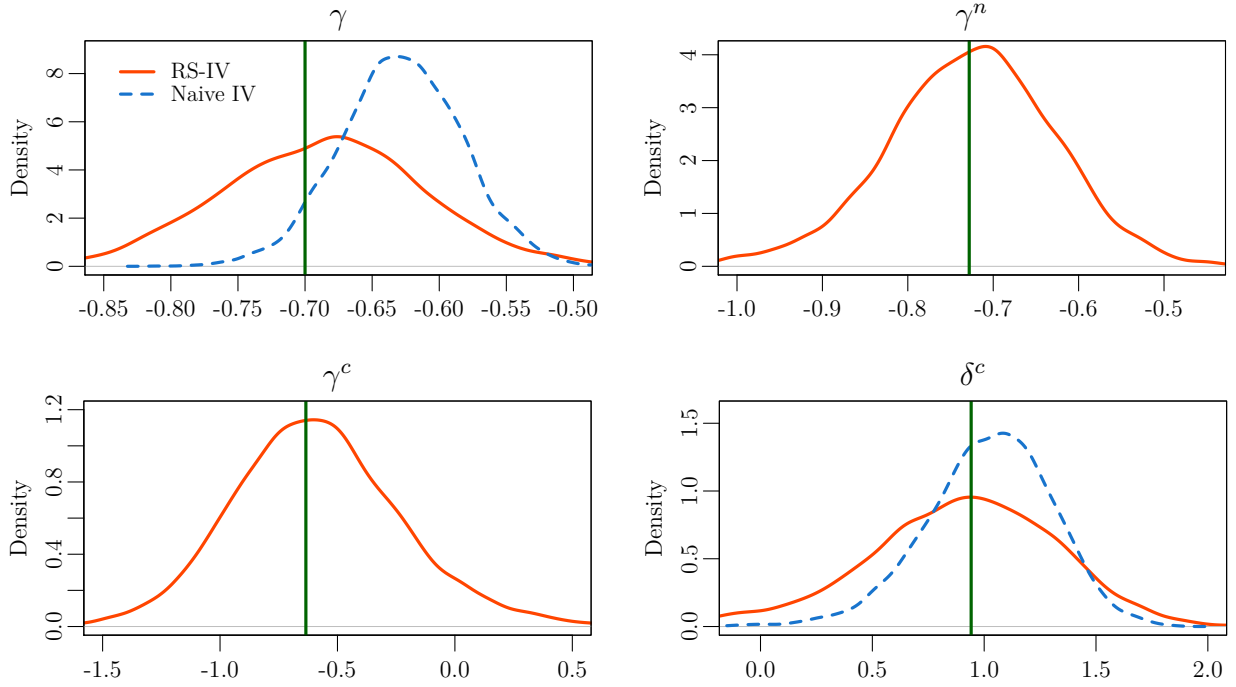 γ
RS-IV
Naive IV
Density
0 2 4 6 8
-0.85 -0.80 -0.75 -0.70 -0.65 -0.60 -0.55 -0.50
γⁿ
Density
0 1 2 3 4
-1.0 -0.9 -0.8 -0.7 -0.6 -0.5
γᶜ
Density
0.0 0.4 0.8 1.2
-1.5 -1.0 -0.5 0.0 0.5
δᶜ
Density
0.0 0.5 1.0 1.5
0.0 0.5 1.0 1.5 2.0